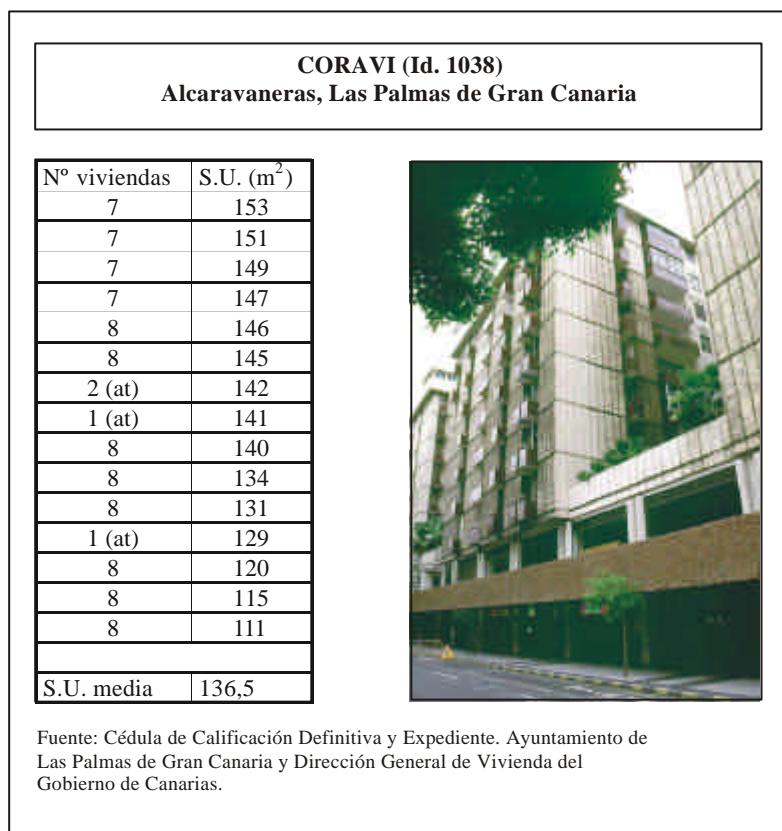 CORAVI (Id. 1038)
Alcaravaneras, Las Palmas de Gran Canaria
Nº viviendas S.U. (m²)
7 153
7 151
7 149
7 147
8 146
8 145
2 (at) 142
1 (at) 141
8 140
8 134
8 131
1 (at) 129
8 120
8 115
8 111
S.U. media 136,5
Fuente: Cédula de Calificación Definitiva y Expediente. Ayuntamiento de
Las Palmas de Gran Canaria y Dirección General de Vivienda del
Gobierno de Canarias.